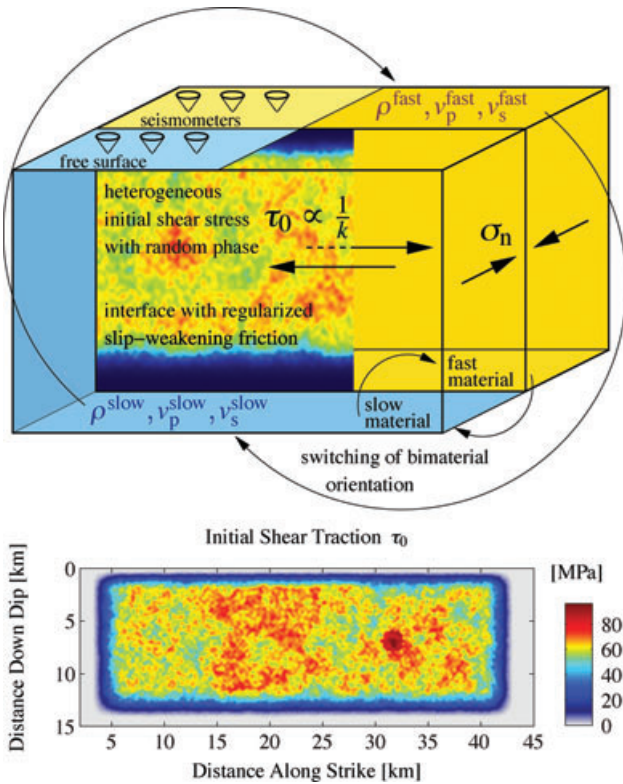 seismometers
free surface
ρ^fast, v_p^fast, v_s^fast
heterogeneous
initial shear stress
with random phase
τ₀ ∝ 1/k
σ_n
interface with regularized
slip−weakening friction
fast
material
ρ^slow, v_p^slow, v_s^slow
slow
material
switching of bimaterial
orientation
Initial Shear Traction τ₀
[MPa]
Distance Down Dip [km]
0
5
10
15
80
60
40
20
0
5 10 15 20 25 30 35 40 45
Distance Along Strike [km]